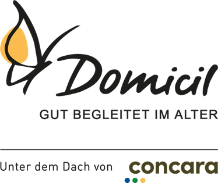 Domicil
GUT BEGLEITET IM ALTER
Unter dem Dach von concara